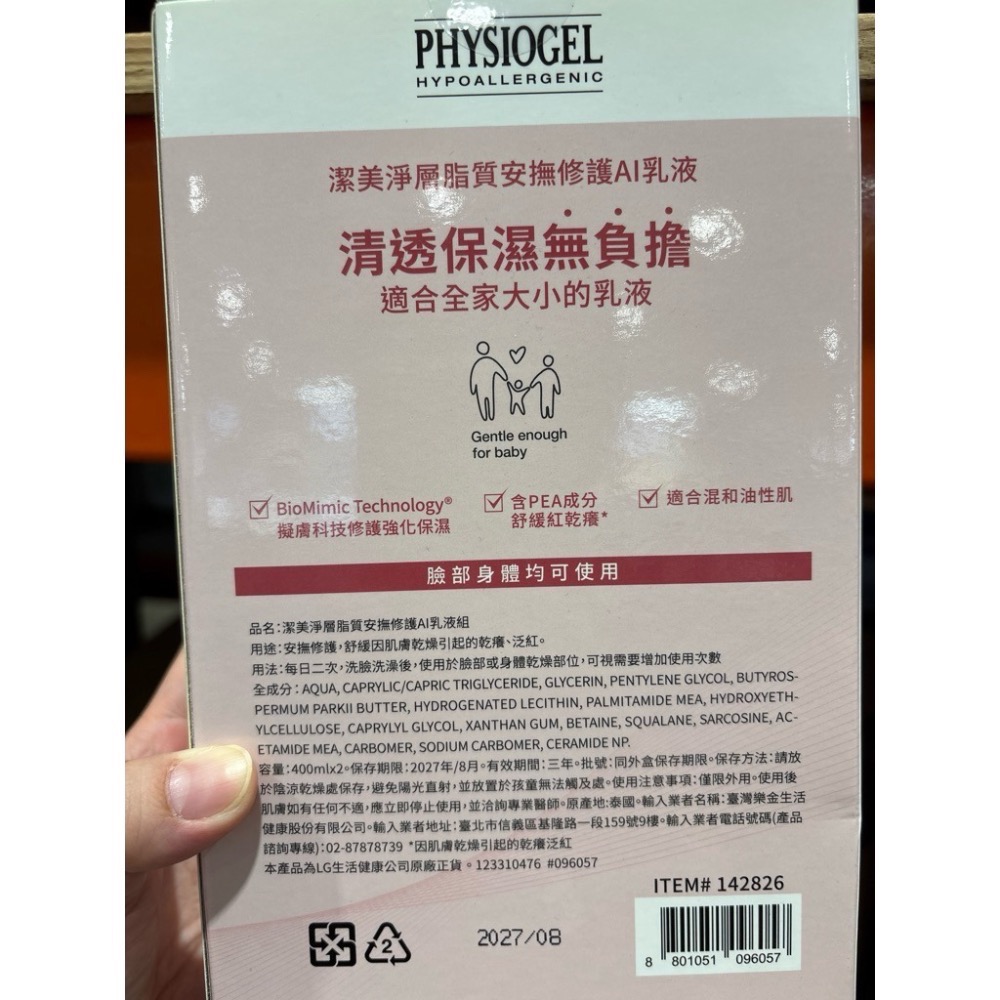 PHYSIOGEL
HYPOALLERGENIC
潔美淨層脂質安撫修護AI乳液
清透保濕無負擔
適合全家大小的乳液
Gentle enough
for baby
BioMimic Technology®
擬膚科技修護強化保濕
含PEA成分
舒緩紅乾癢*
適合混和油性肌
臉部身體均可使用
品名:潔美淨層脂質安撫修護AI乳液組
用途:安撫修護,舒緩因肌膚乾燥引起的乾癢、泛紅。
用法:每日二次,洗臉洗澡後,使用於臉部或身體乾燥部位,可視需要增加使用次數
全成分:AQUA, CAPRYLIC/CAPRIC TRIGLYCERIDE, GLYCERIN, PENTYLENE GLYCOL, BUTYROS-
PERMUM PARKII BUTTER, HYDROGENATED LECITHIN, PALMITAMIDE MEA, HYDROXYETH-
YLCELLULOSE, CAPRYLYL GLYCOL, XANTHAN GUM, BETAINE, SQUALANE, SARCOSINE, AC-
ETAMIDE MEA, CARBOMER, SODIUM CARBOMER, CERAMIDE NP.
容量:400mlx2。保存期限:2027年/8月。有效期間:三年。批號:同外盒保存期限。保存方法:請放
於陰涼乾燥處保存,避免陽光直射,並放置於孩童無法觸及處。使用注意事項:僅限外用。使用後
肌膚如有任何不適,應立即停止使用,並洽詢專業醫師。原產地:泰國。輸入業者名稱:臺灣樂金生活
健康股份有限公司。輸入業者地址:臺北市信義區基隆路一段159號9樓。輸入業者電話號碼(產品
諮詢專線):02-87878739 *因肌膚乾燥引起的乾癢泛紅
本產品為LG生活健康公司原廠正貨。123310476 #096057
ITEM# 142826
2
2027/08
8 801051 096057